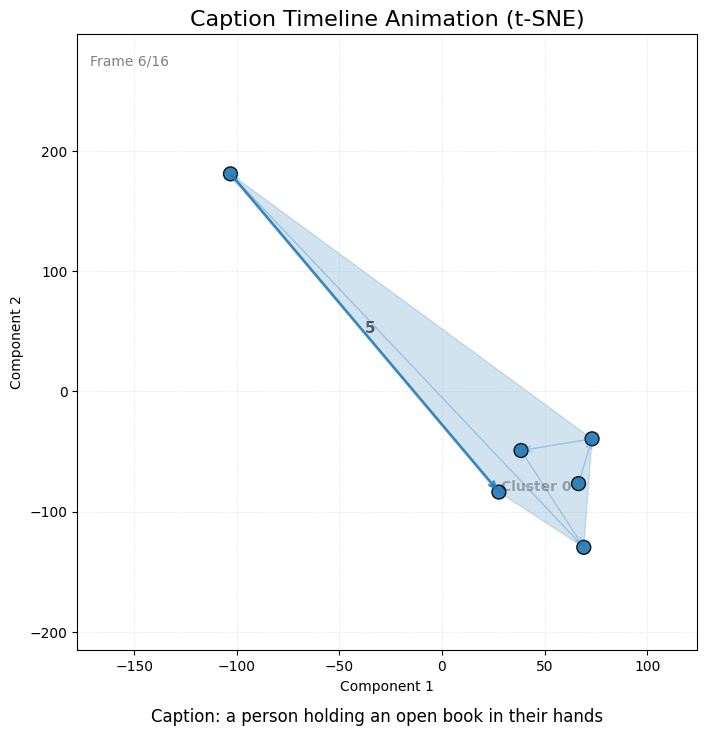 Caption Timeline Animation (t-SNE)
Frame 6/16
200
100
0
−100
−200
Component 2
5
Cluster 0
−150
−100
−50
0
50
100
Component 1
Caption: a person holding an open book in their hands